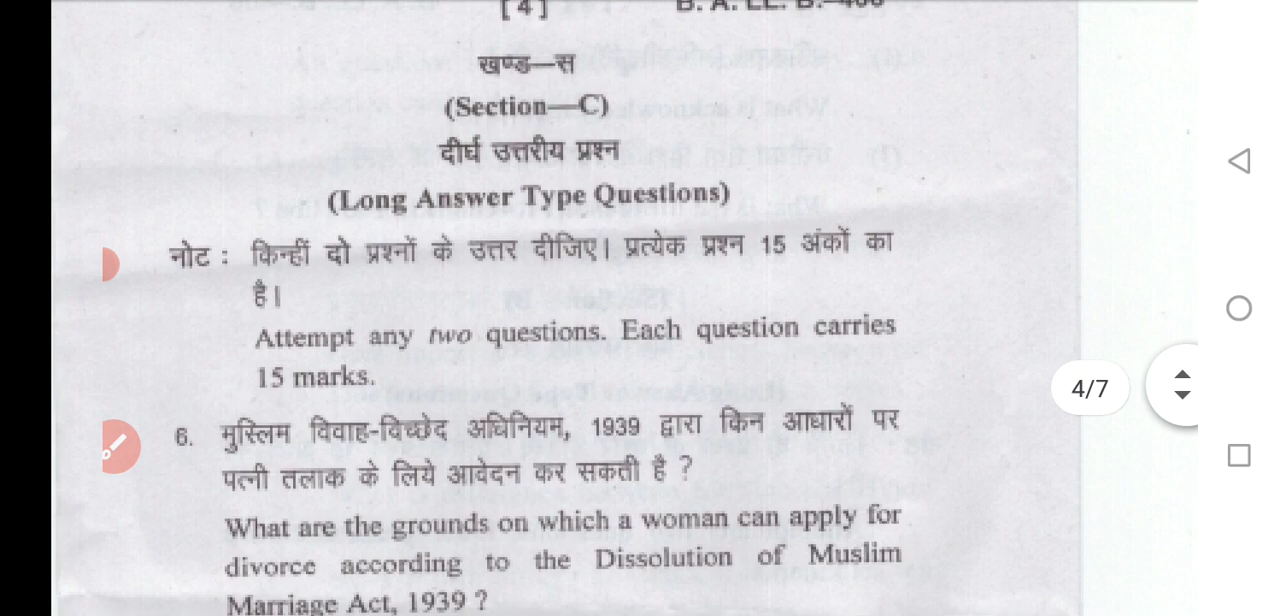 [4]
खण्ड—स
(Section—C)
दीर्घ उत्तरीय प्रश्न
(Long Answer Type Questions)
नोट : किन्हीं दो प्रश्नों के उत्तर दीजिए। प्रत्येक प्रश्न 15 अंकों का
है।
Attempt any two questions. Each question carries
15 marks.
4/7
6. मुस्लिम विवाह-विच्छेद अधिनियम, 1939 द्वारा किन आधारों पर
पत्नी तलाक के लिये आवेदन कर सकती है ?
What are the grounds on which a woman can apply for
divorce according to the Dissolution of Muslim
Marriage Act, 1939 ?